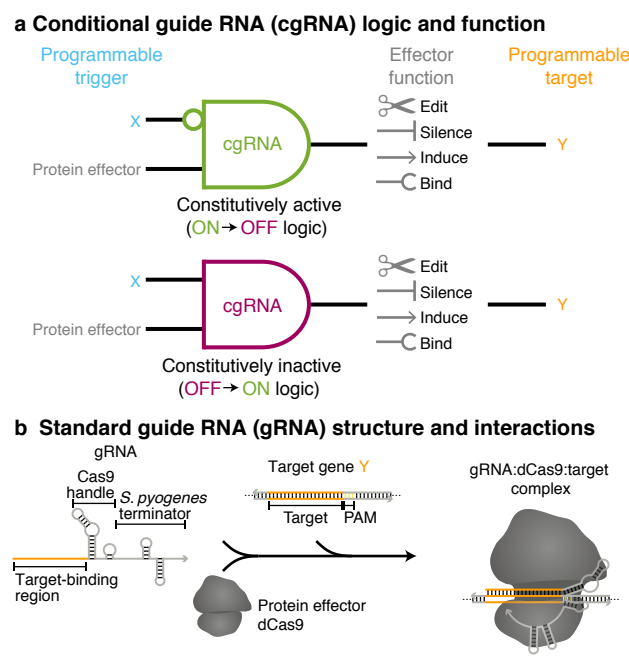 a Conditional guide RNA (cgRNA) logic and function
Programmable
trigger
Effector
function
Programmable
target
X
Protein effector
cgRNA
Edit
Silence
Induce
Bind
Y
Constitutively active
(ON→OFF logic)
X
Protein effector
cgRNA
Edit
Silence
Induce
Bind
Y
Constitutively inactive
(OFF→ON logic)
b Standard guide RNA (gRNA) structure and interactions
gRNA
Cas9
handle
S. pyogenes
terminator
Target-binding
region
Target gene Y
Target
PAM
Protein effector
dCas9
gRNA:dCas9:target
complex